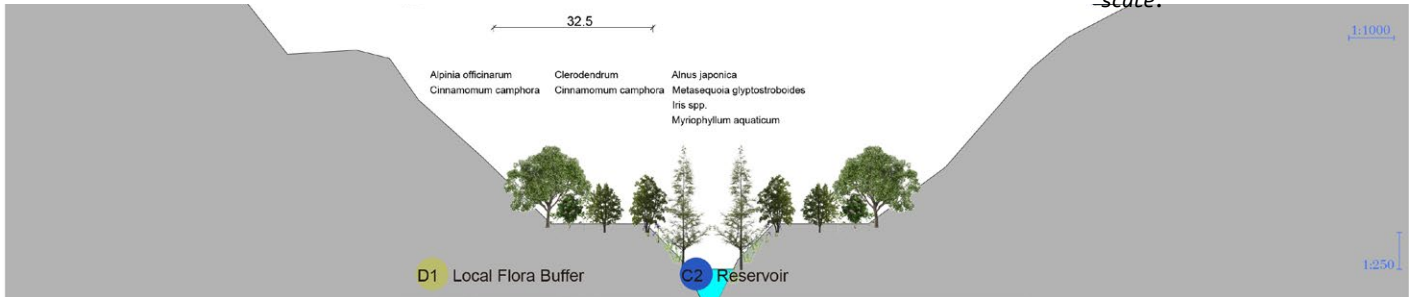 scale.
32.5
1:1000
Alpinia officinarum
Cinnamomum camphora
Clerodendrum
Cinnamomum camphora
Alnus japonica
Metasequoia glyptostroboides
Iris spp.
Myriophyllum aquaticum
1:250
D1 Local Flora Buffer
C2 Reservoir